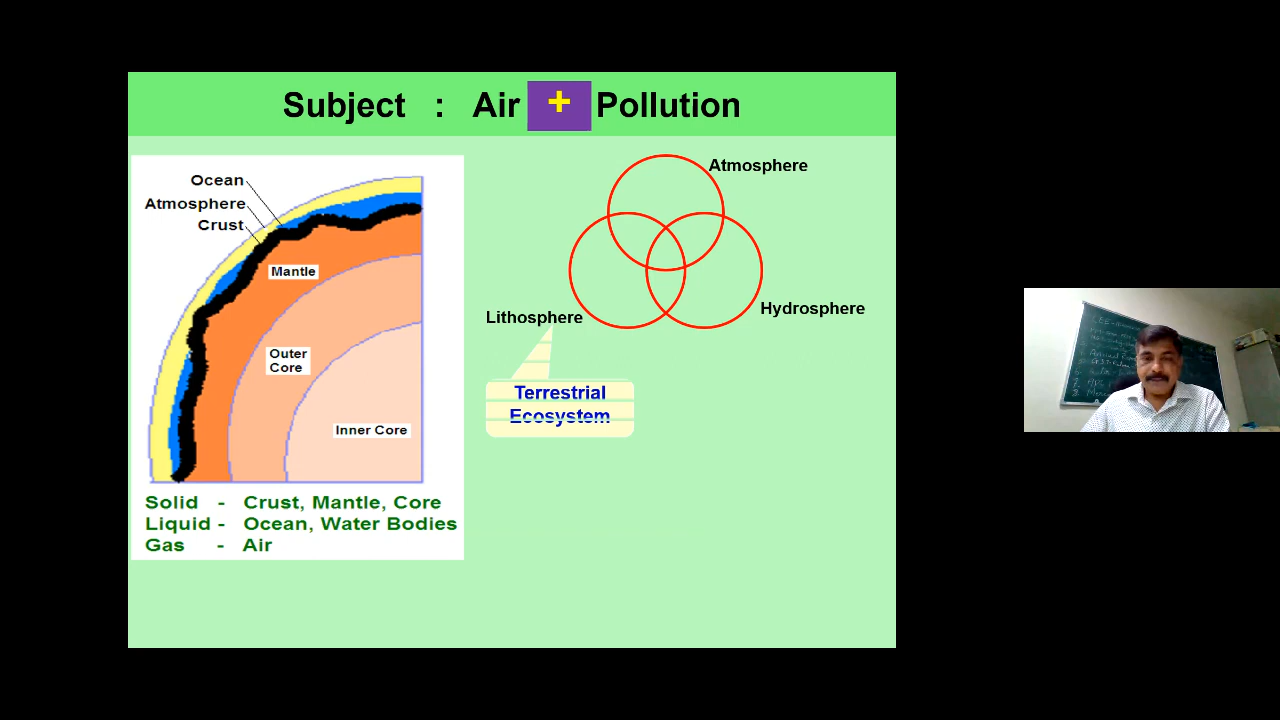 Subject : Air + Pollution
Ocean
Atmosphere
Crust
Mantle
Outer
Core
Inner Core
Solid - Crust, Mantle, Core
Liquid - Ocean, Water Bodies
Gas - Air
Atmosphere
Lithosphere
Hydrosphere
Terrestrial
Ecosystem